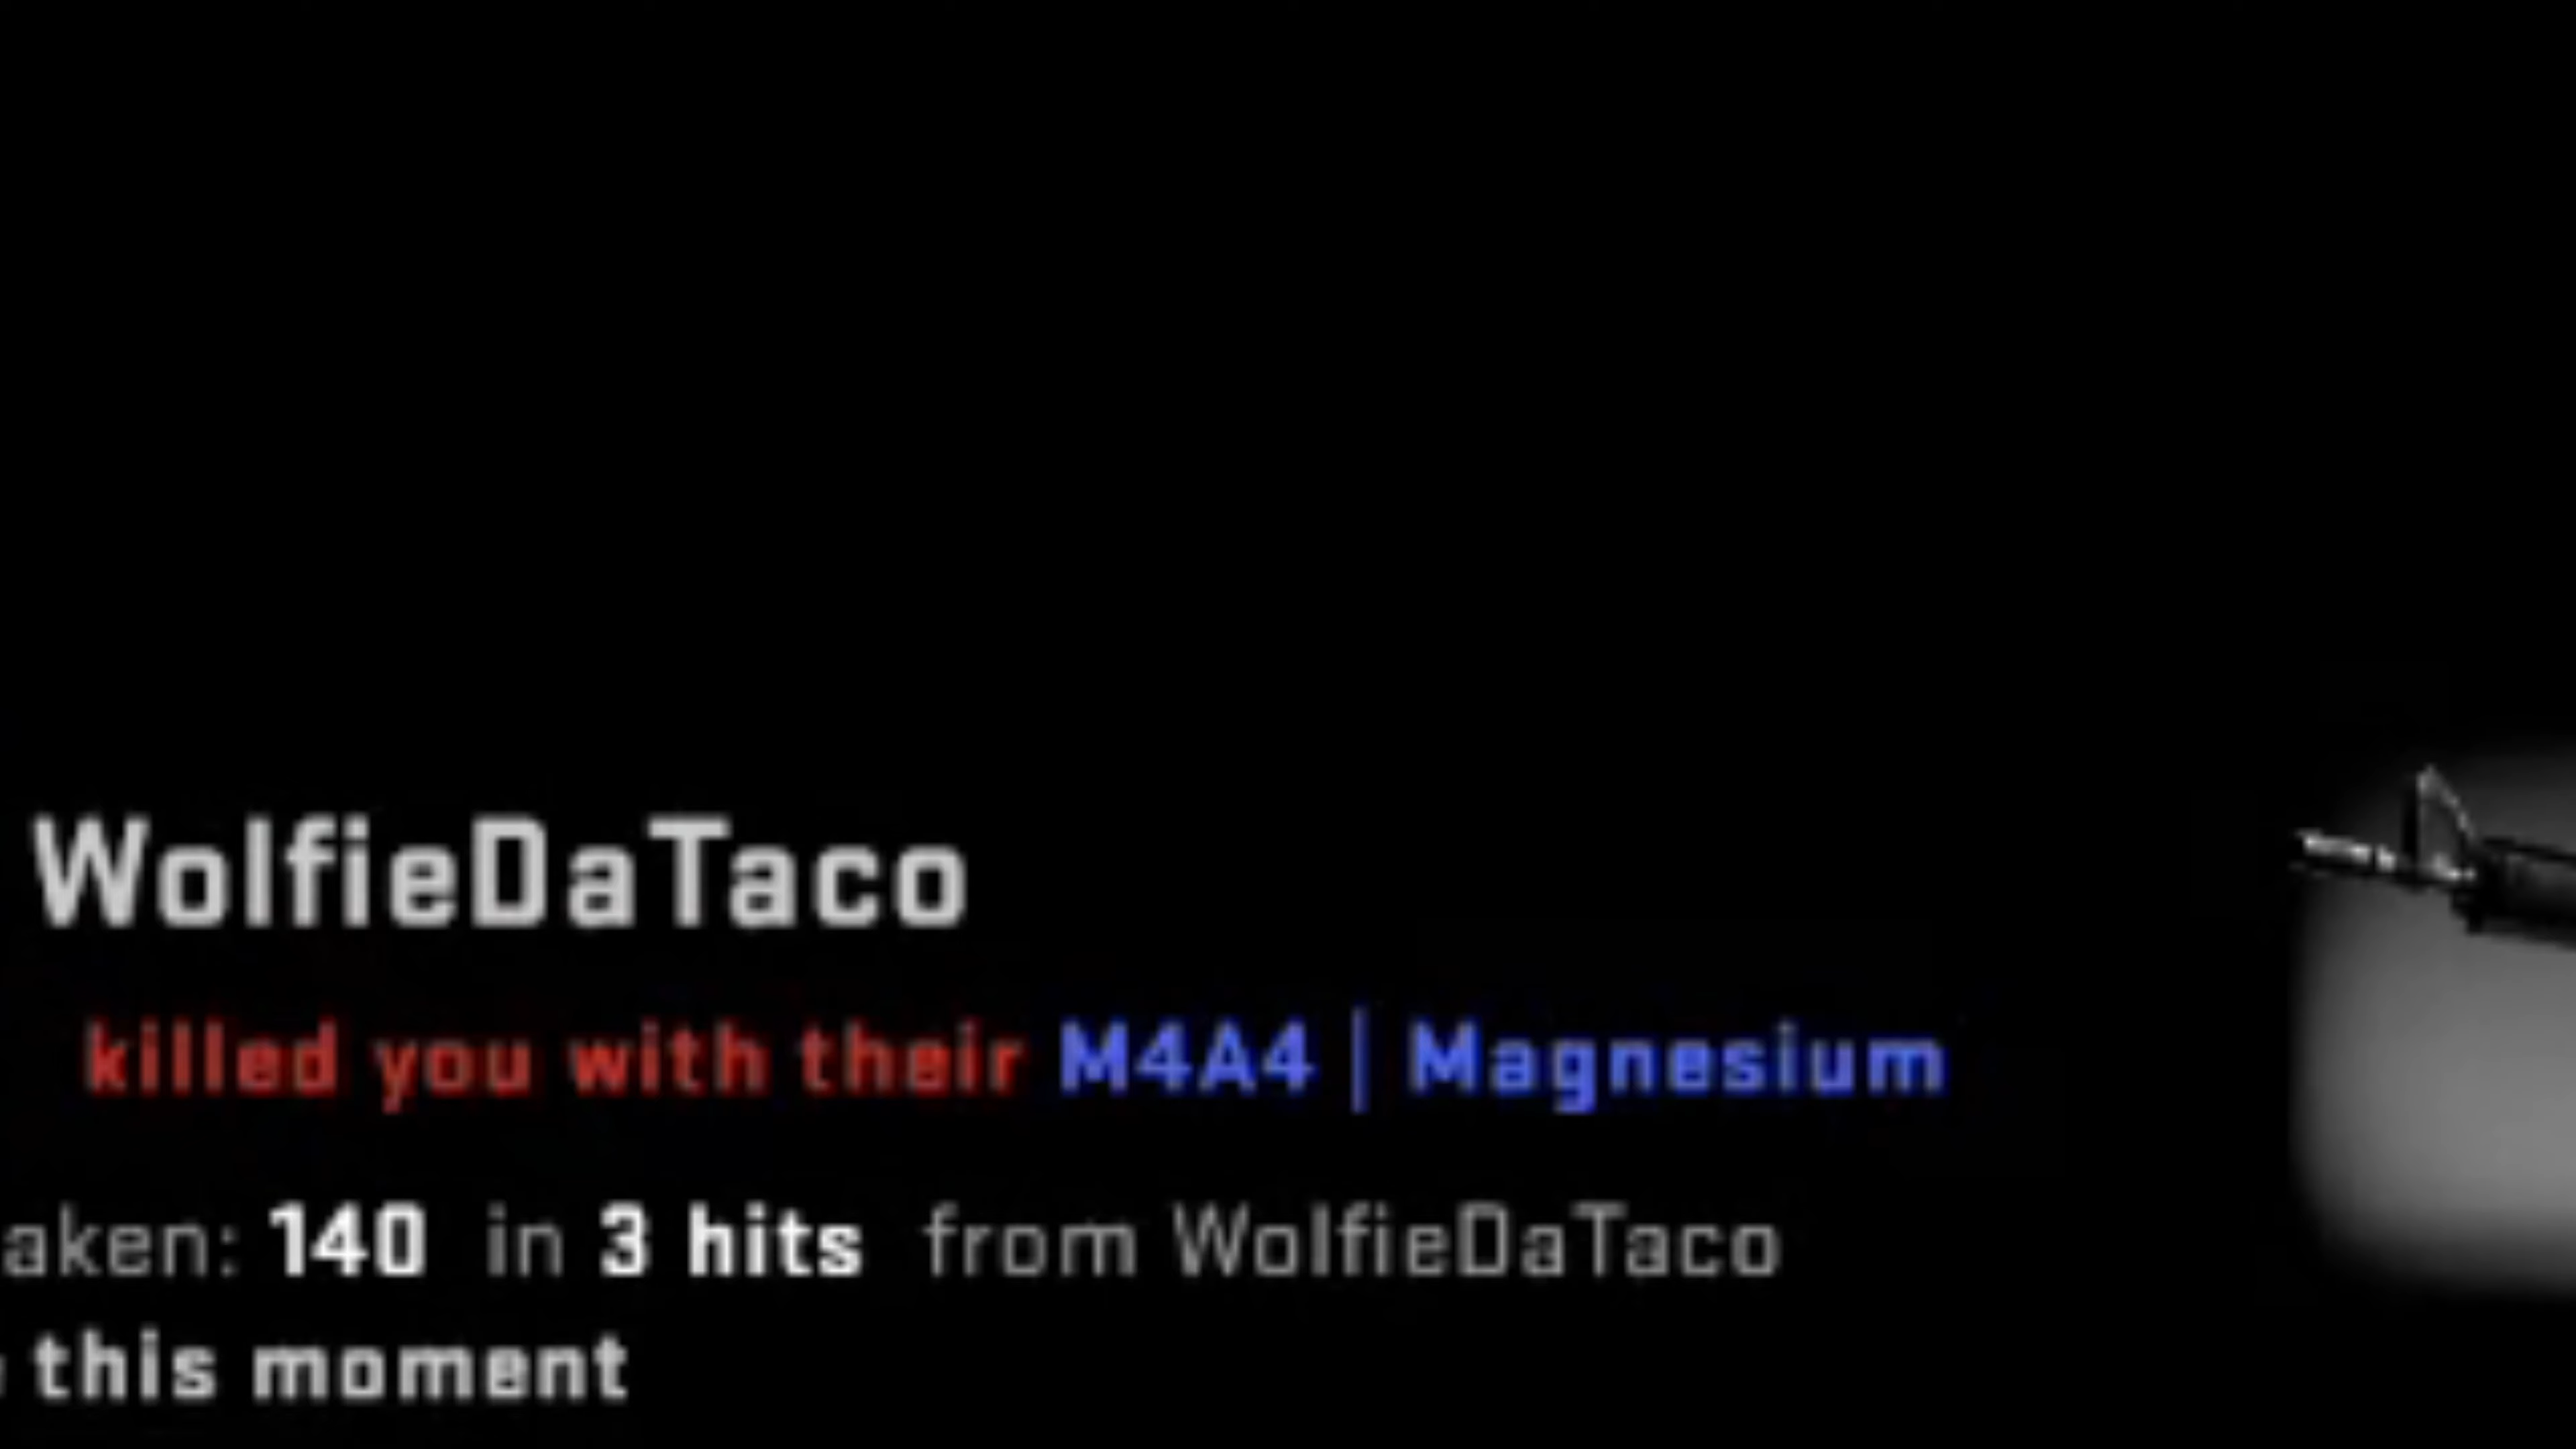 WolfieDaTaco
killed you with their M4A4 | Magnesium
aken: 140 in 3 hits from WolfieDaTaco
this moment